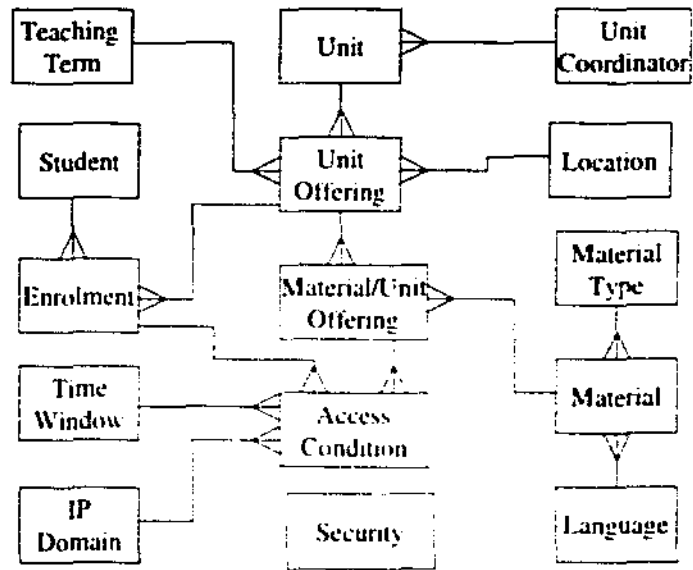 Teaching
Term
Unit
Unit
Coordinator
Student
Unit
Offering
Location
Enrolment
Material/Unit
Offering
Material
Type
Time
Window
Access
Condition
Material
IP
Domain
Security
Language